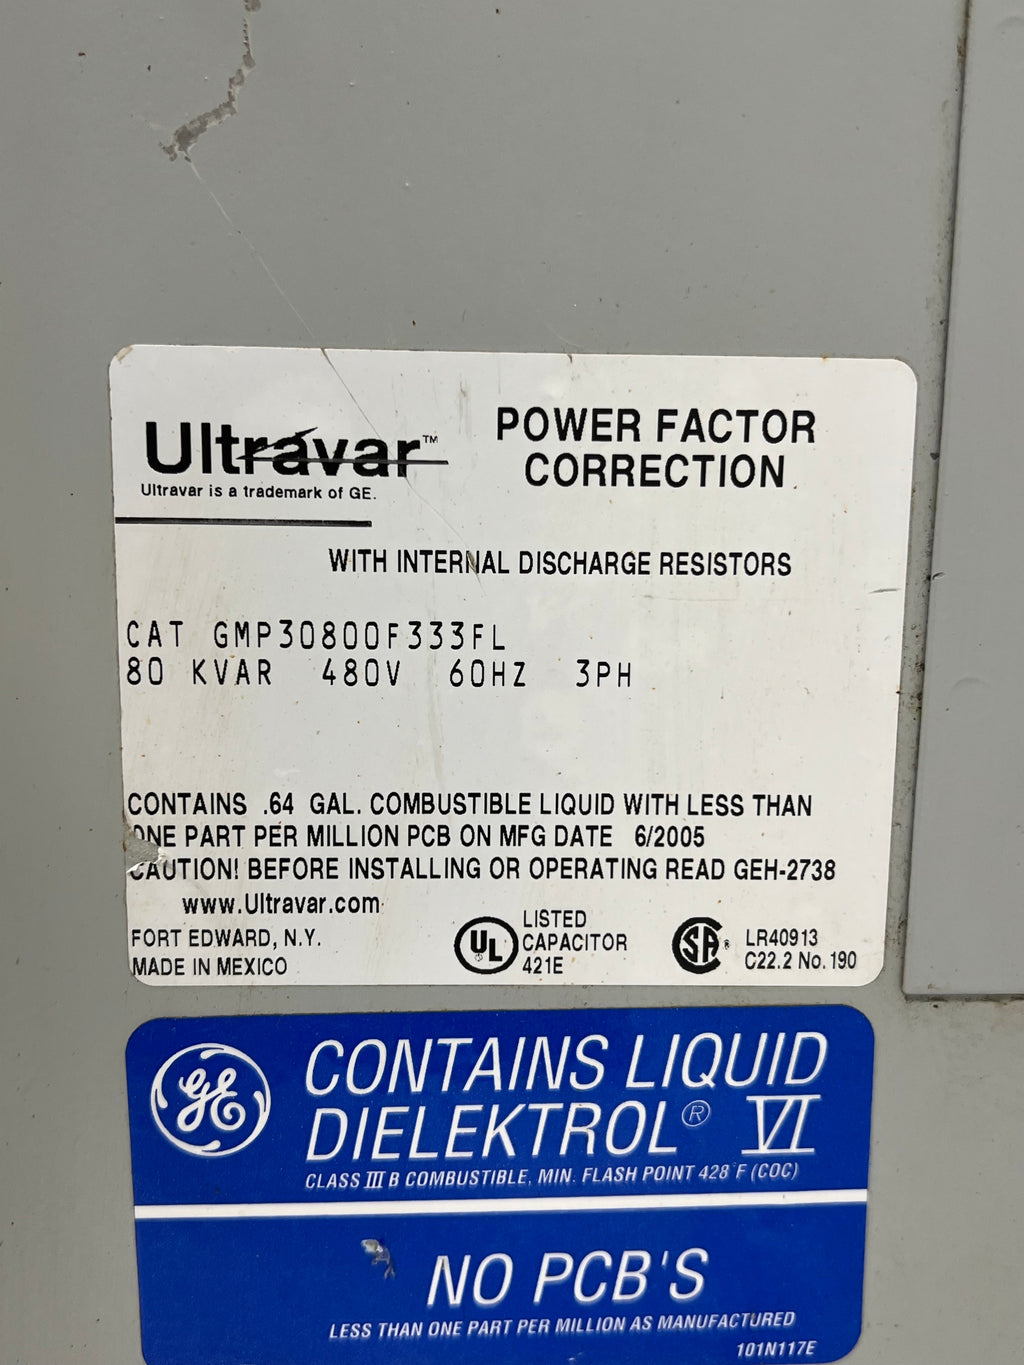 Ultravar™
Ultravar is a trademark of GE.
POWER FACTOR
CORRECTION
WITH INTERNAL DISCHARGE RESISTORS
CAT GMP30800F333FL
80 KVAR 480V 60HZ 3PH
CONTAINS .64 GAL. COMBUSTIBLE LIQUID WITH LESS THAN
ONE PART PER MILLION PCB ON MFG DATE 6/2005
CAUTION! BEFORE INSTALLING OR OPERATING READ GEH-2738
www.Ultravar.com
FORT EDWARD, N.Y.
MADE IN MEXICO
UL
LISTED
CAPACITOR
421E
SA®
LR40913
C22.2 No. 190
GE
CONTAINS LIQUID
DIELEKTROL® VI
CLASS III B COMBUSTIBLE, MIN. FLASH POINT 428°F (COC)
NO PCB'S
LESS THAN ONE PART PER MILLION AS MANUFACTURED
101N117E